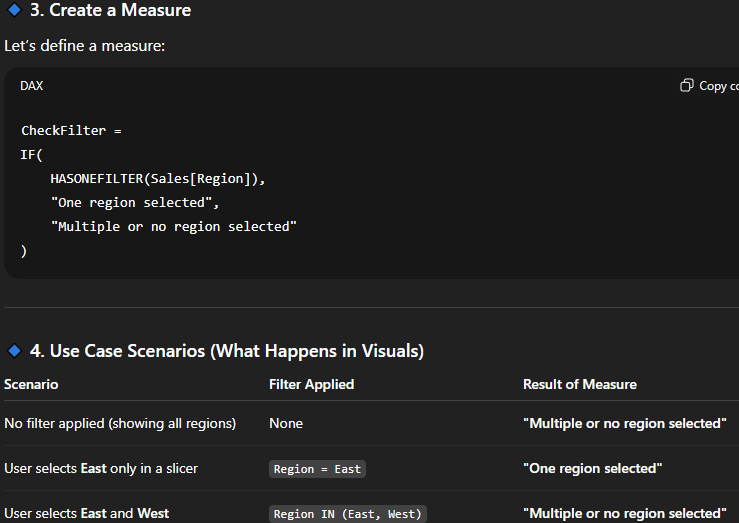 3. Create a Measure
Let's define a measure:
DAX
Copy co
CheckFilter =
IF(
HASONEFILTER(Sales[Region]),
"One region selected",
"Multiple or no region selected"
)
4. Use Case Scenarios (What Happens in Visuals)
Scenario Filter Applied Result of Measure
No filter applied (showing all regions) None "Multiple or no region selected"
User selects East only in a slicer Region = East "One region selected"
User selects East and West Region IN (East, West) "Multiple or no region selected"